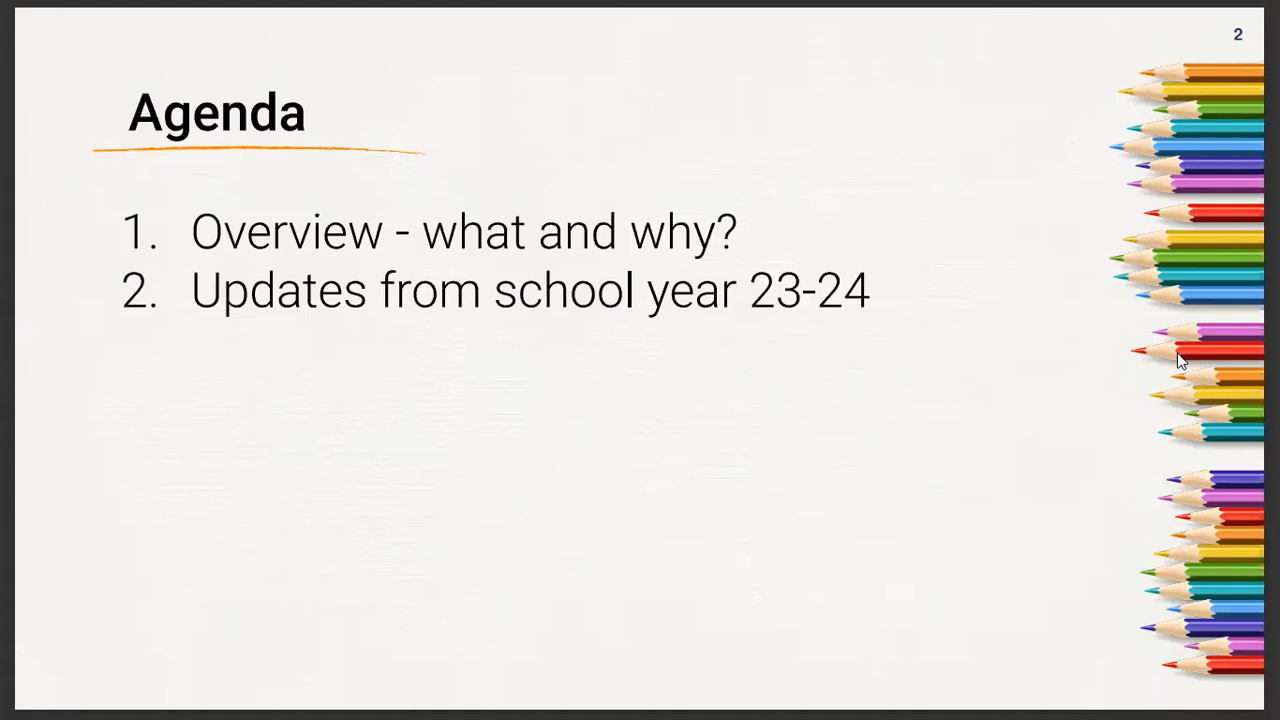 2
Agenda
1. Overview - what and why?
2. Updates from school year 23-24